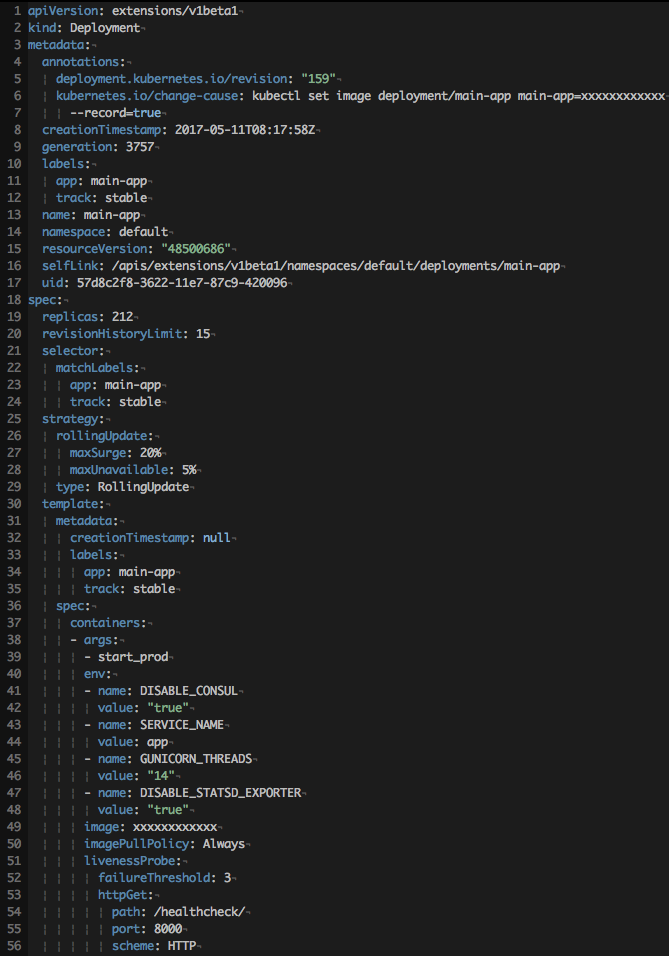 1 apiVersion: extensions/v1beta1
2 kind: Deployment
3 metadata:
4   annotations:
5     deployment.kubernetes.io/revision: "159"
6     kubernetes.io/change-cause: kubectl set image deployment/main-app main-app=xxxxxxxxxxxx
7       --record=true
8   creationTimestamp: 2017-05-11T08:17:58Z
9   generation: 3757
10   labels:
11     app: main-app
12     track: stable
13   name: main-app
14   namespace: default
15   resourceVersion: "48500686"
16   selfLink: /apis/extensions/v1beta1/namespaces/default/deployments/main-app
17   uid: 57d8c2f8-3622-11e7-87c9-420096
18 spec:
19   replicas: 212
20   revisionHistoryLimit: 15
21   selector:
22     matchLabels:
23       app: main-app
24       track: stable
25   strategy:
26     rollingUpdate:
27       maxSurge: 20%
28       maxUnavailable: 5%
29     type: RollingUpdate
30   template:
31     metadata:
32       creationTimestamp: null
33       labels:
34         app: main-app
35         track: stable
36     spec:
37       containers:
38       - args:
39         - start_prod
40         env:
41         - name: DISABLE_CONSUL
42           value: "true"
43         - name: SERVICE_NAME
44           value: app
45         - name: GUNICORN_THREADS
46           value: "14"
47         - name: DISABLE_STATSD_EXPORTER
48           value: "true"
49         image: xxxxxxxxxxxx
50         imagePullPolicy: Always
51         livenessProbe:
52           failureThreshold: 3
53           httpGet:
54             path: /healthcheck/
55             port: 8000
56             scheme: HTTP